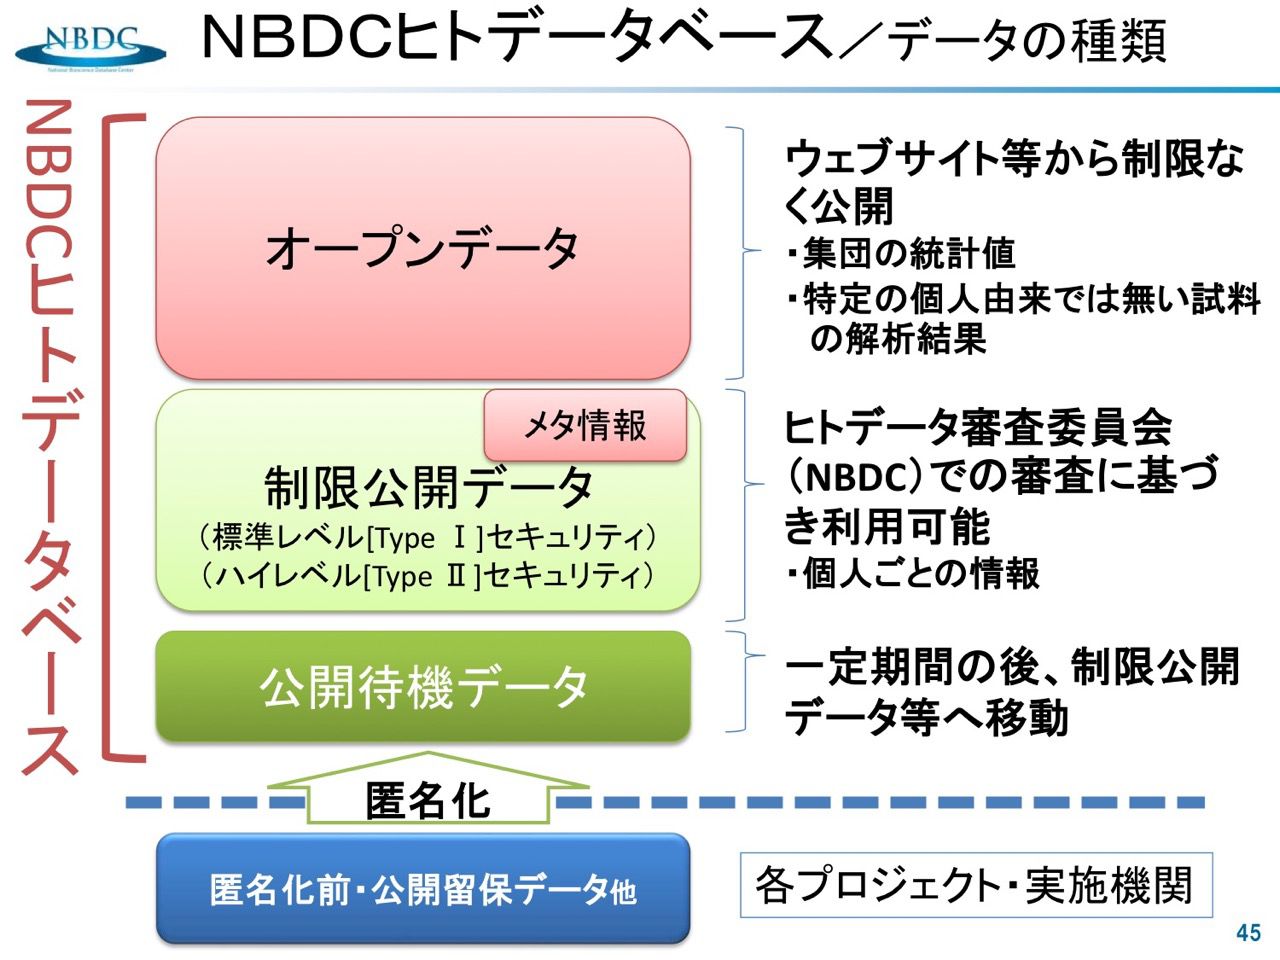 NBDC
National Bioscience Database Center
NBDCヒトデータベース／データの種類
NBDCヒトデータベース
オープンデータ
ウェブサイト等から制限な
く公開
・集団の統計値
・特定の個人由来では無い試料
の解析結果
メタ情報
制限公開データ
（標準レベル[Type Ⅰ]セキュリティ）
（ハイレベル[Type Ⅱ]セキュリティ）
ヒトデータ審査委員会
（NBDC）での審査に基づ
き利用可能
・個人ごとの情報
公開待機データ
一定期間の後、制限公開
データ等へ移動
匿名化
匿名化前・公開留保データ他
各プロジェクト・実施機関
45